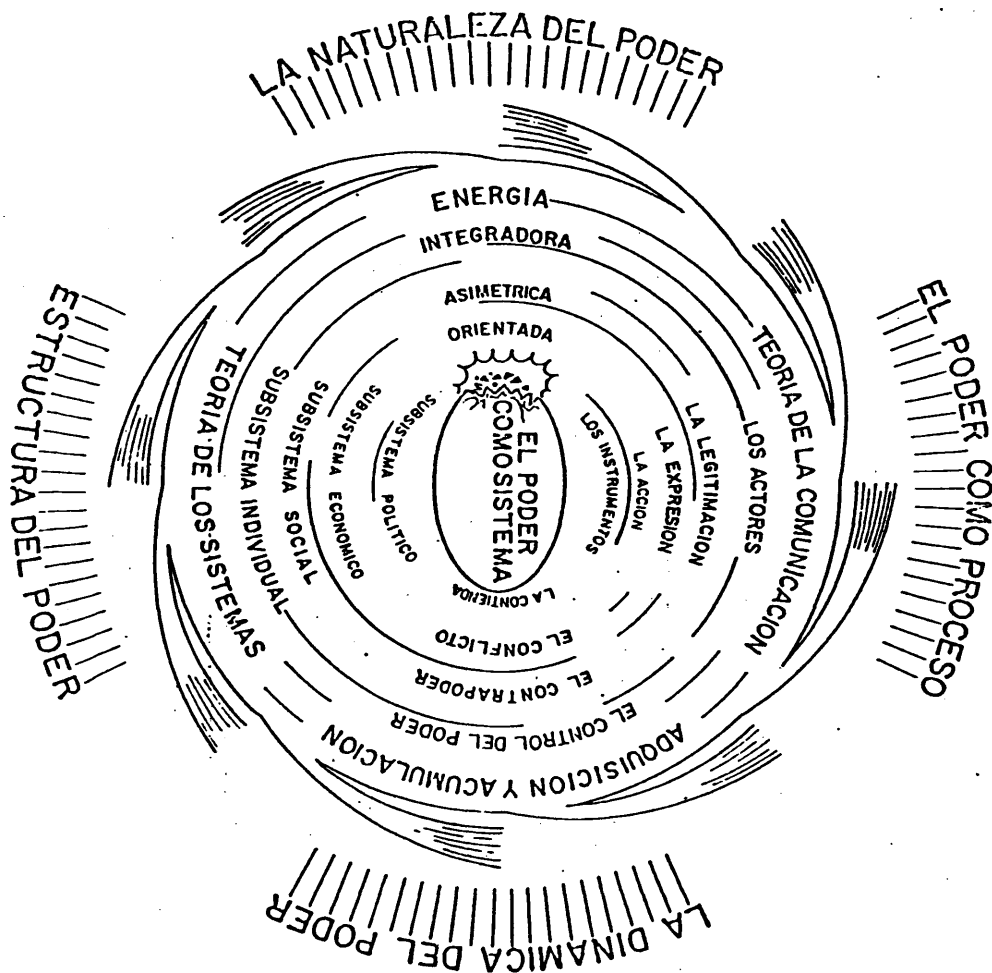 LA NATURALEZA DEL PODER
ENERGIA
INTEGRADORA
ASIMETRICA
ORIENTADA
EL PODER COMO PROCESO
TEORIA DE LA COMUNICACION
LOS ACTORES
LA LEGITIMACION
LA EXPRESION
LA ACCION
LOS INSTRUMENTOS
EL PODER
COMO SISTEMA
LA DINAMICA DEL PODER
ADQUISICION Y ACUMULACION
EL CONTROL DEL PODER
EL CONTRAPODER
EL CONFLICTO
LA CONTIENDA
ESTRUCTURA DEL PODER
TEORIA DE LOS SISTEMAS
SUBSISTEMA INDIVIDUAL
SUBSISTEMA SOCIAL
SUBSISTEMA ECONOMICO
SUBSISTEMA POLITICO